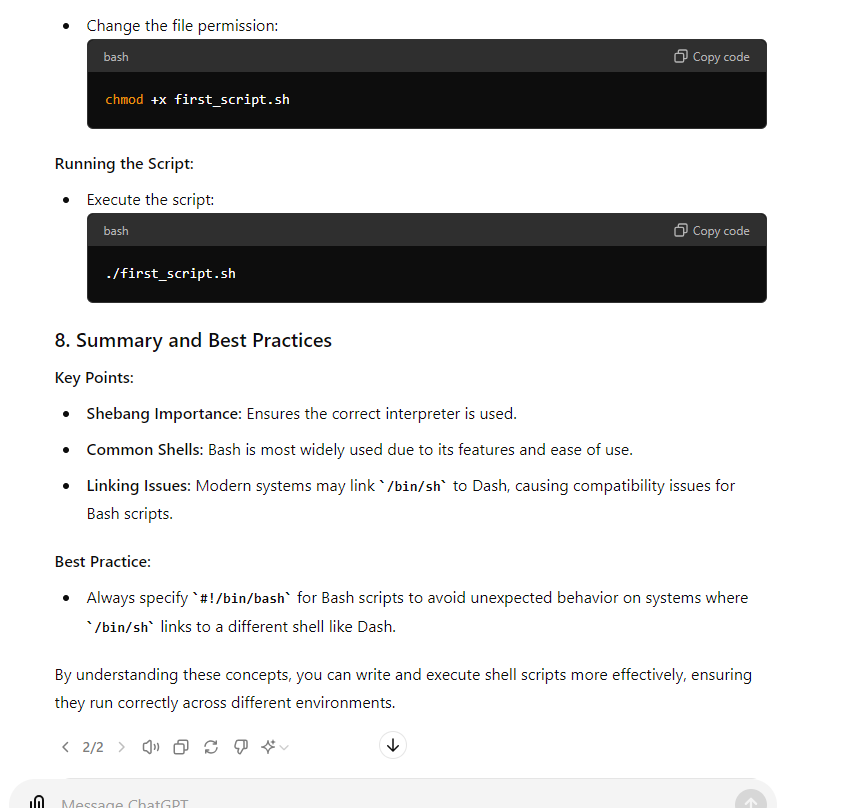 Change the file permission:
bash Copy code
chmod +x first_script.sh
Running the Script:
Execute the script:
bash Copy code
./first_script.sh
8. Summary and Best Practices
Key Points:
Shebang Importance: Ensures the correct interpreter is used.
Common Shells: Bash is most widely used due to its features and ease of use.
Linking Issues: Modern systems may link `/bin/sh` to Dash, causing compatibility issues for
Bash scripts.
Best Practice:
Always specify `#!/bin/bash` for Bash scripts to avoid unexpected behavior on systems where
`/bin/sh` links to a different shell like Dash.
By understanding these concepts, you can write and execute shell scripts more effectively, ensuring
they run correctly across different environments.
2/2
Message ChatGPT